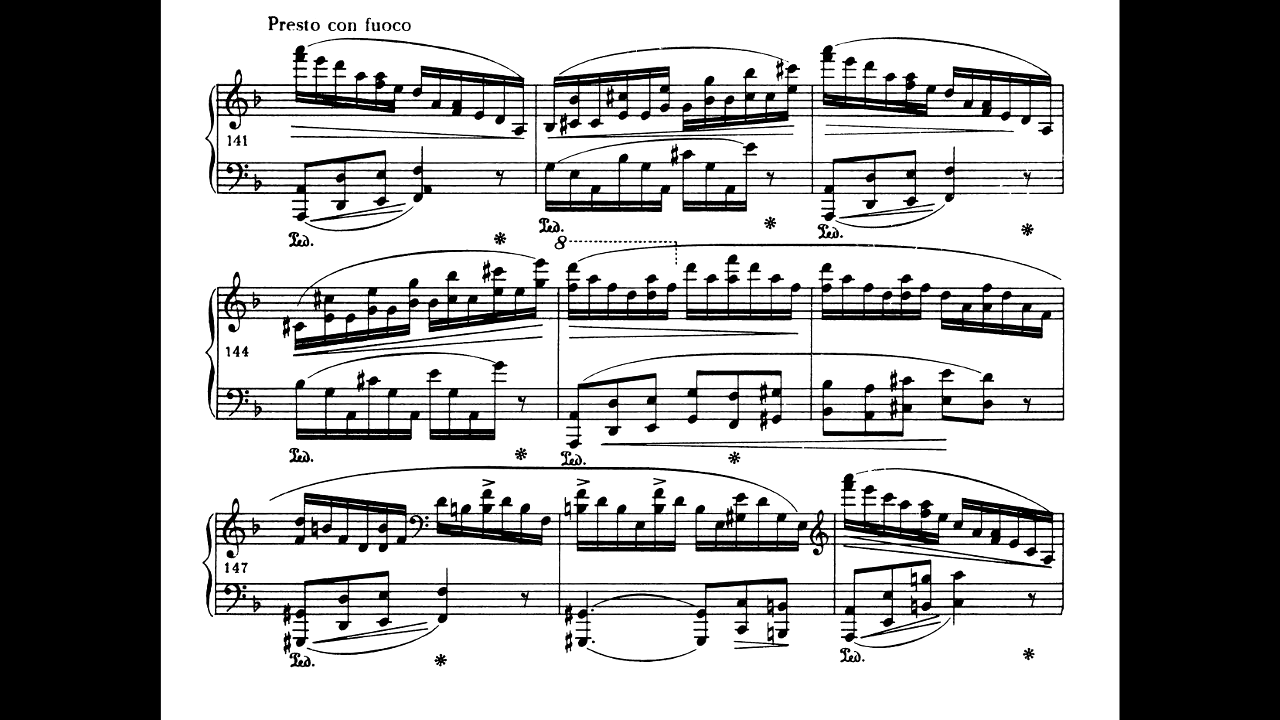 Presto con fuoco
141
Ped. Ped. Ped.
8
144
Ped. Ped.
147
Ped. Ped.